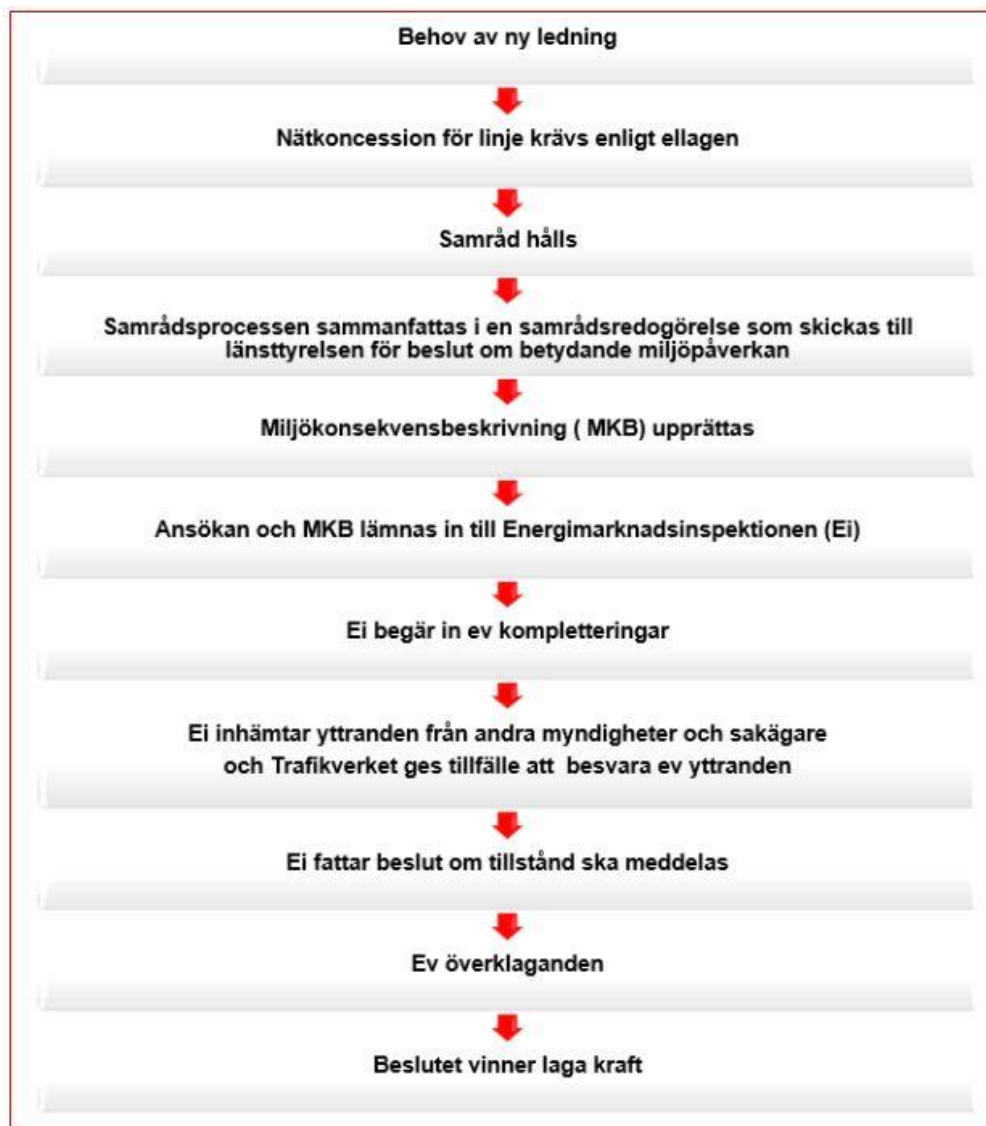 Behov av ny ledning
Nätkoncession för linje krävs enligt ellagen
Samråd hålls
Samrådsprocessen sammanfattas i en samrådsredogörelse som skickas till
länsttyrelsen för beslut om betydande miljöpåverkan
Miljökonsekvensbeskrivning ( MKB) upprättas
Ansökan och MKB lämnas in till Energimarknadsinspektionen (Ei)
Ei begär in ev kompletteringar
Ei inhämtar yttranden från andra myndigheter och sakägare
och Trafikverket ges tillfälle att besvara ev yttranden
Ei fattar beslut om tillstånd ska meddelas
Ev överklaganden
Beslutet vinner laga kraft